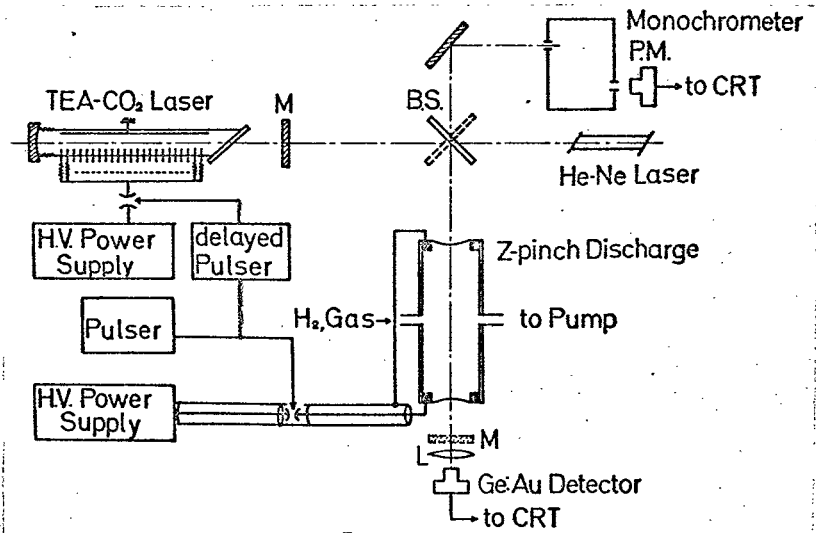 Monochrometer
P.M.
to CRT
TEA-CO₂ Laser
M
B.S.
He-Ne Laser
H.V. Power
Supply
delayed
Pulser
Z-pinch Discharge
Pulser
H₂,Gas
to Pump
H.V. Power
Supply
M
L
Ge:Au Detector
to CRT